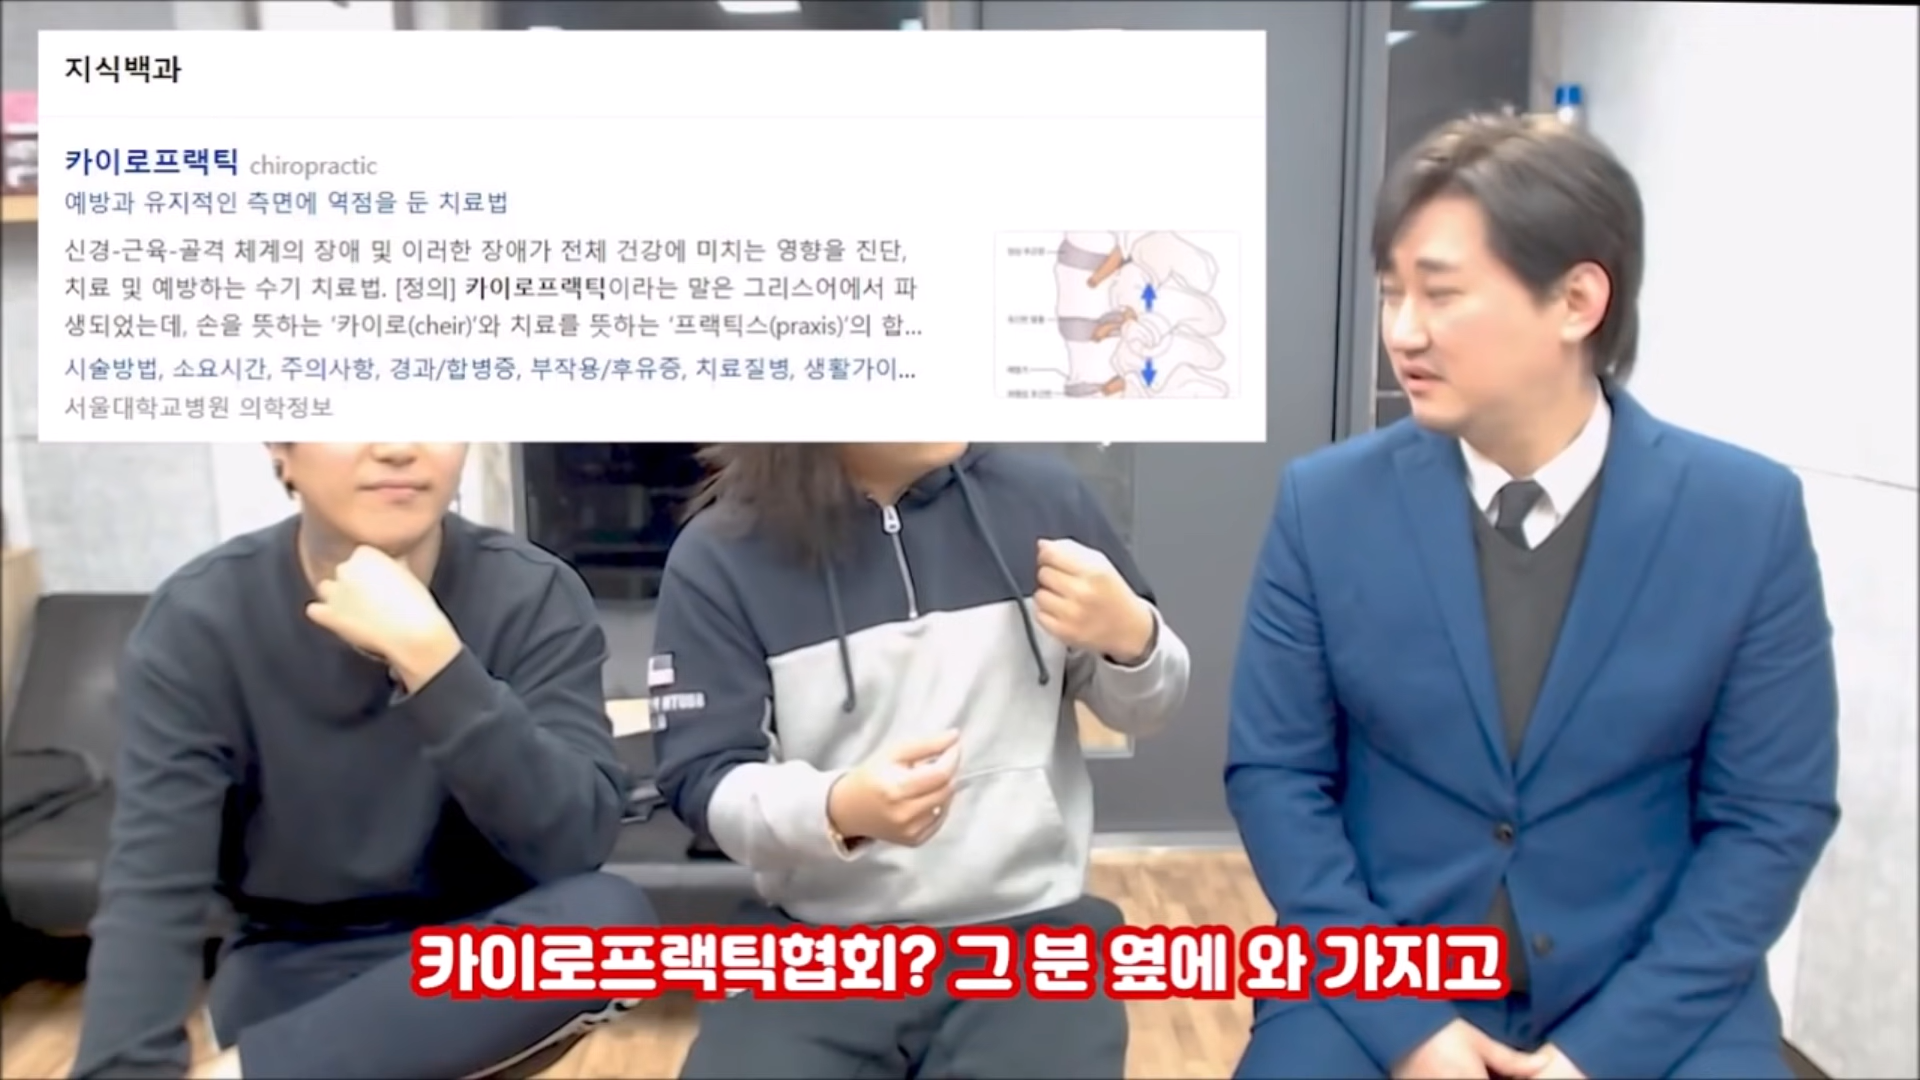 지식백과
카이로프랙틱 chiropractic
예방과 유지적인 측면에 역점을 둔 치료법
신경-근육-골격 체계의 장애 및 이러한 장애가 전체 건강에 미치는 영향을 진단,
치료 및 예방하는 수기 치료법. [정의] 카이로프랙틱이라는 말은 그리스어에서 파
생되었는데, 손을 뜻하는 '카이로(cheir)'와 치료를 뜻하는 '프랙틱스(praxis)'의 합...
시술방법, 소요시간, 주의사항, 경과/합병증, 부작용/후유증, 치료질병, 생활가이...
서울대학교병원 의학정보
카이로프랙틱협회? 그 분 옆에 와 가지고